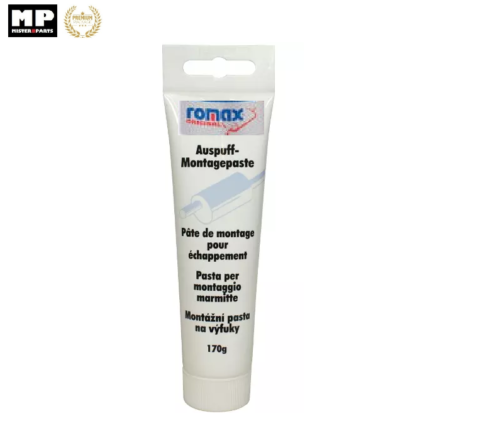 MP
MISTER PARTS
PREMIUM
romax
ORIGINAL
Auspuff-
Montagepaste
Pâte de montage
pour
échappement
Pasta per
montaggio
marmitte
Montážní pasta
na výfuky
170g